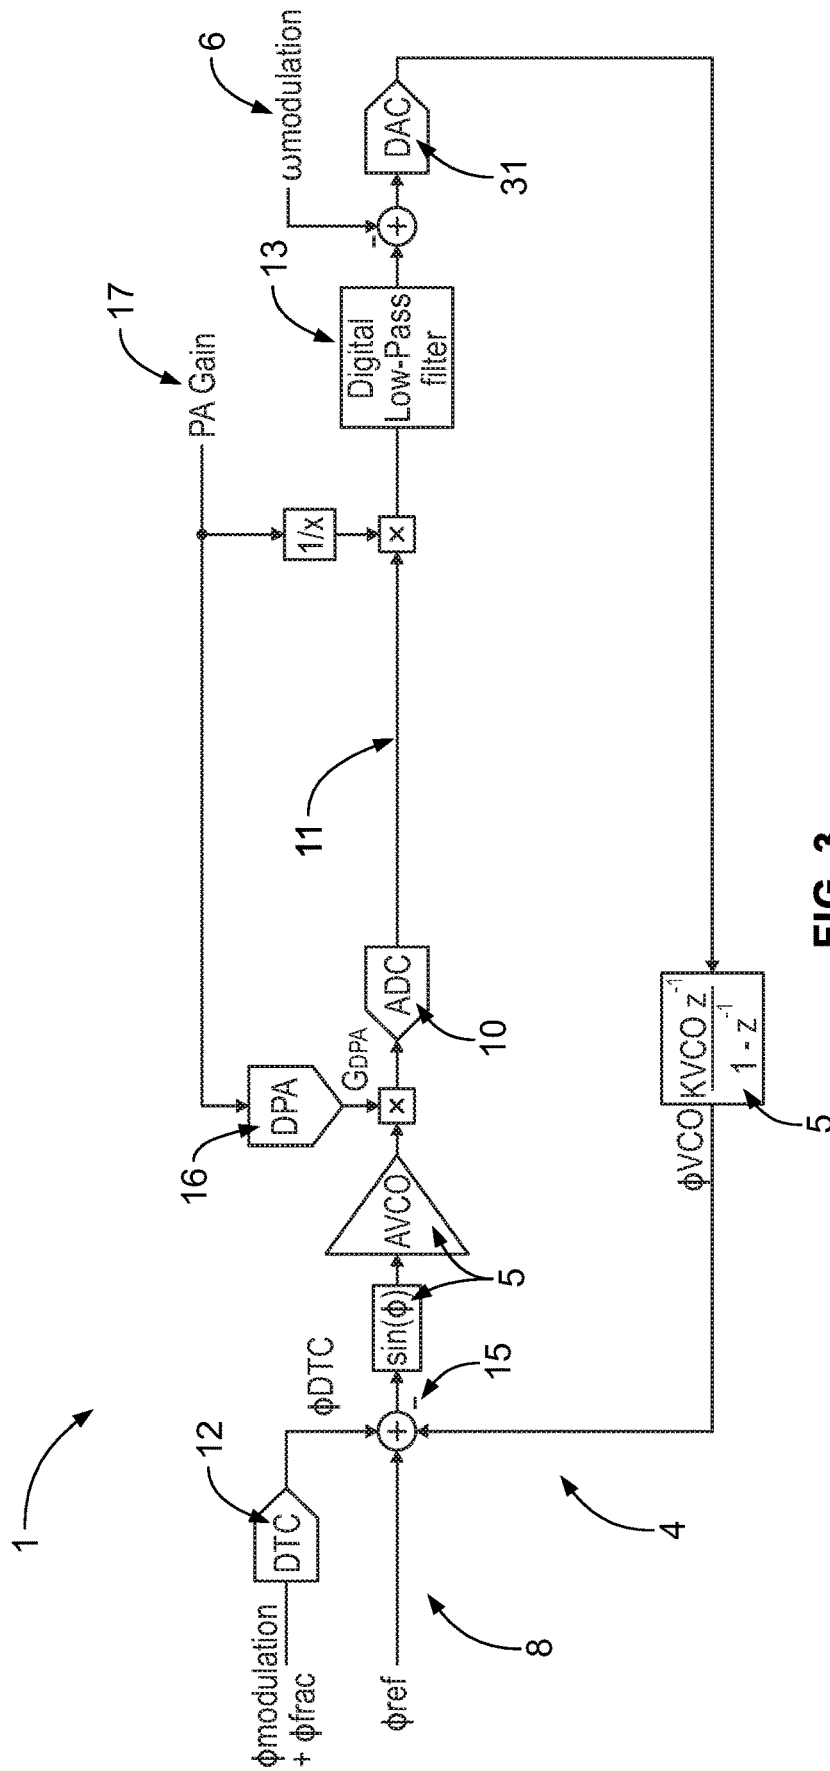 1
φmodulation
+ φfrac
DTC
12
φDTC
φref
8
4
+
-
15
sin(φ)
5
AVCO
16
DPA
GDPA
×
ADC
10
11
PA Gain
17
1/x
×
Digital
Low-Pass
filter
13
ωmodulation
6
-
+
DAC
31
φVCO
KVCO z-1
1 - z-1
5
FIG. 3